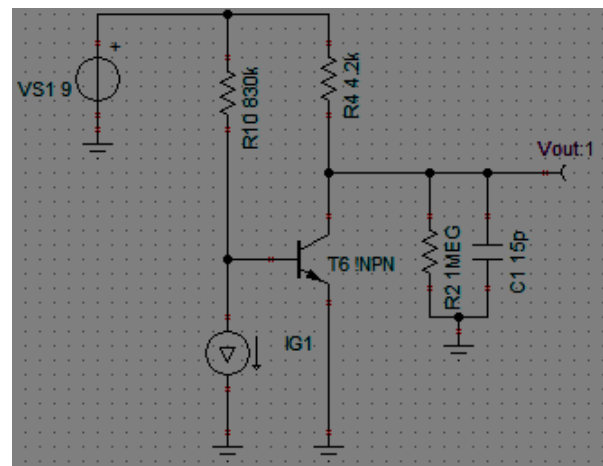 VS1 9
R10 830k
R4 4.2k
Vout:1
T6 !NPN
R2 1MEG
C1 15p
IG1
+